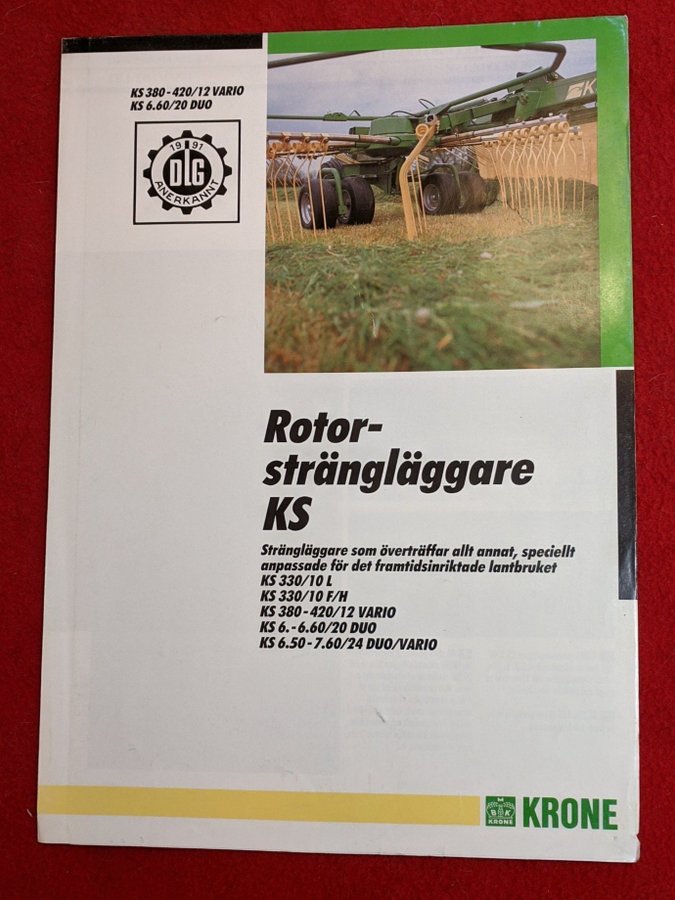 KS 380-420/12 VARIO
KS 6.60/20 DUO
1991
DLG
ANERKANNT
K
Rotor-
strängläggare
KS
Strängläggare som överträffar allt annat, speciellt
anpassade för det framtidsinriktade lantbruket
KS 330/10 L
KS 330/10 F/H
KS 380-420/12 VARIO
KS 6.-6.60/20 DUO
KS 6.50-7.60/24 DUO/VARIO
M
B K
KRONE
KRONE